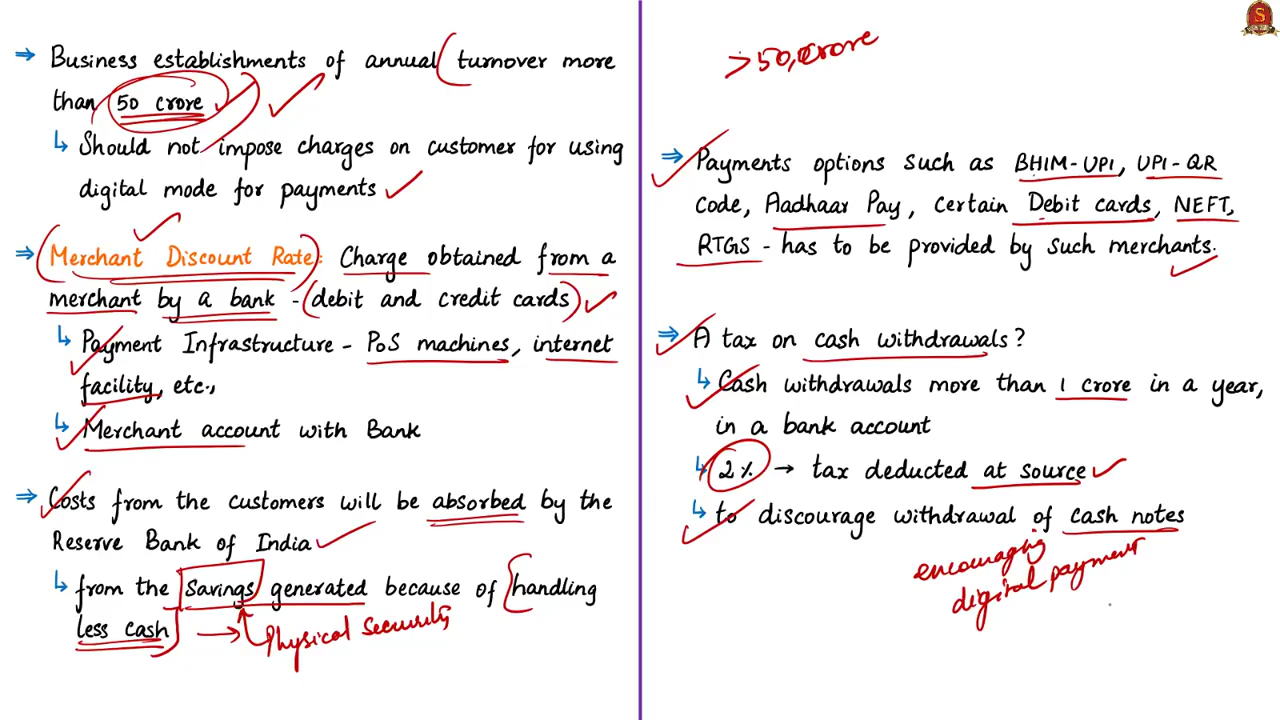 ⇒ Business establishments of annual turnover more
than 50 crore
↳ Should not impose charges on customer for using
digital mode for payments
⇒ Merchant Discount Rate: Charge obtained from a
merchant by a bank - (debit and credit cards)
↳ Payment Infrastructure - PoS machines, internet
facility, etc.,
↳ Merchant account with Bank
⇒ Costs from the customers will be absorbed by the
Reserve Bank of India
↳ from the Savings generated because of handling
less cash → Physical Security
>50, crore
⇒ Payments options such as BHIM-UPI, UPI-QR
Code, Aadhaar Pay, Certain Debit cards, NEFT,
RTGS - has to be provided by such merchants.
⇒ A tax on cash withdrawals?
↳ Cash withdrawals more than 1 crore in a year,
in a bank account
↳ 2% → tax deducted at source
↳ to discourage withdrawal of cash notes
encouraging
digital payment